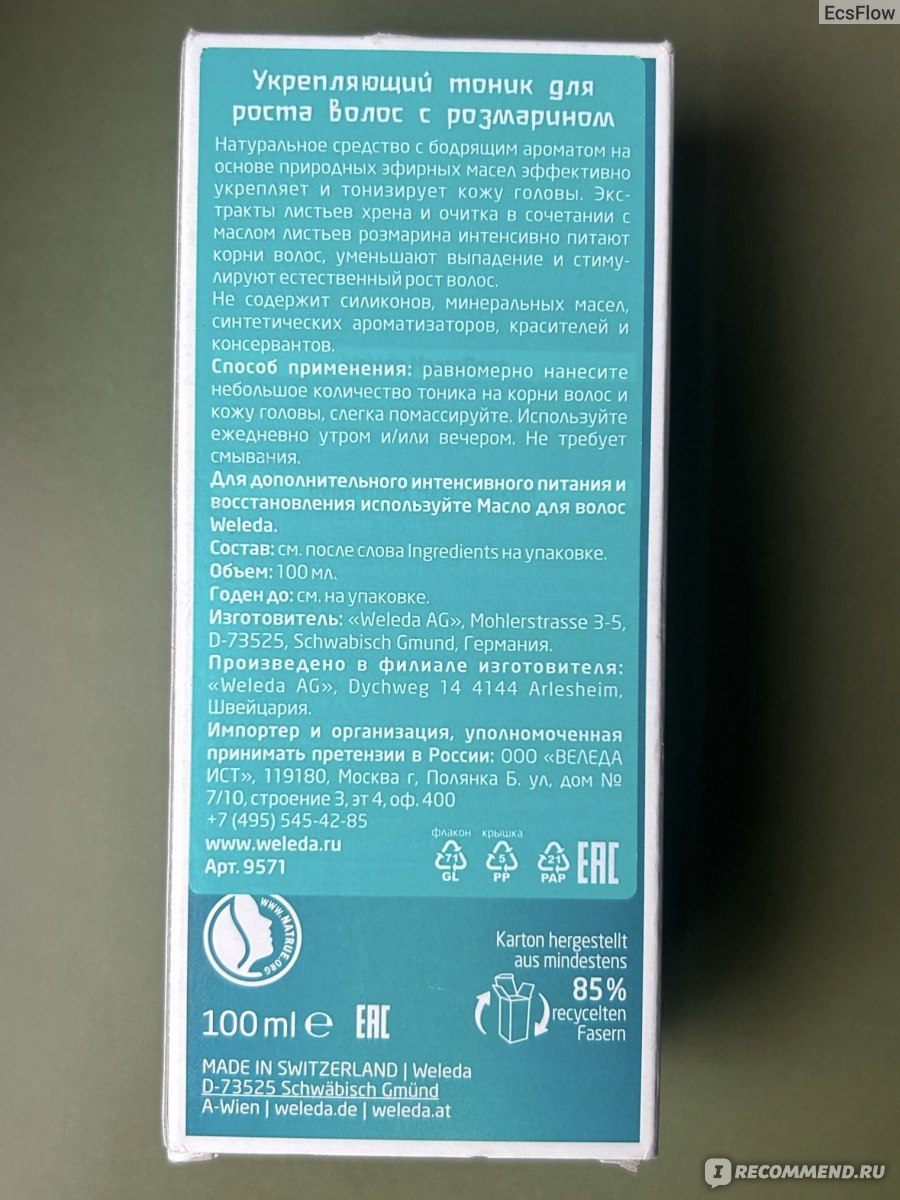 EcsFlow
Укрепляющий тоник для
роста волос с розмарином
Натуральное средство с бодрящим ароматом на
основе природных эфирных масел эффективно
укрепляет и тонизирует кожу головы. Экс-
тракты листьев хрена и очитка в сочетании с
маслом листьев розмарина интенсивно питают
корни волос, уменьшают выпадение и стиму-
лируют естественный рост волос.
Не содержит силиконов, минеральных масел,
синтетических ароматизаторов, красителей и
консервантов.
Способ применения: равномерно нанесите
небольшое количество тоника на корни волос и
кожу головы, слегка помассируйте. Используйте
ежедневно утром и/или вечером. Не требует
смывания.
Для дополнительного интенсивного питания и
восстановления используйте Масло для волос
Weleda.
Состав: см. после слова Ingredients на упаковке.
Объем: 100 мл.
Годен до: см. на упаковке.
Изготовитель: «Weleda AG», Mohlerstrasse 3-5,
D-73525, Schwabisch Gmund, Германия.
Произведено в филиале изготовителя:
«Weleda AG», Dychweg 14 4144 Arlesheim,
Швейцария.
Импортер и организация, уполномоченная
принимать претензии в России: ООО «ВЕЛЕДА
ИСТ», 119180, Москва г, Полянка Б. ул, дом №
7/10, строение 3, эт 4, оф. 400
+7 (495) 545-42-85
www.weleda.ru
Арт. 9571
флакон крышка
71 5 21
GL PP PAP EAC
WWW.NATRUE.ORG
Karton hergestellt
aus mindestens
85%
recycelten
Fasern
100 ml e EAC
MADE IN SWITZERLAND | Weleda
D-73525 Schwäbisch Gmünd
A-Wien | weleda.de | weleda.at
I RECOMMEND.RU